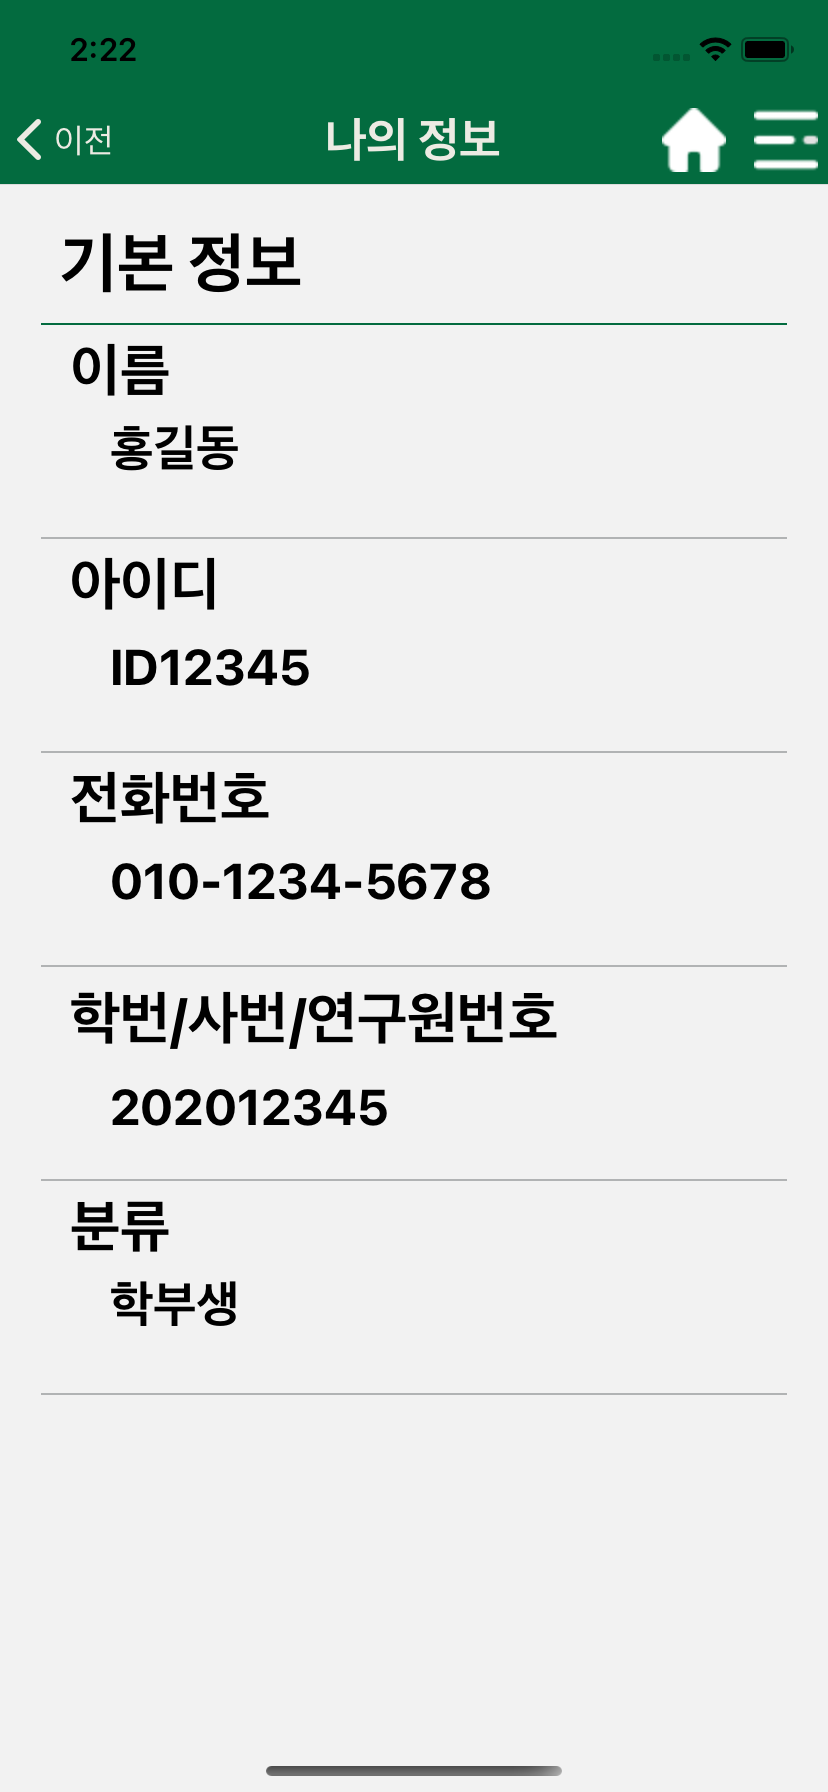 2:22
이전
나의 정보
기본 정보
이름
홍길동
아이디
ID12345
전화번호
010-1234-5678
학번/사번/연구원번호
202012345
분류
학부생